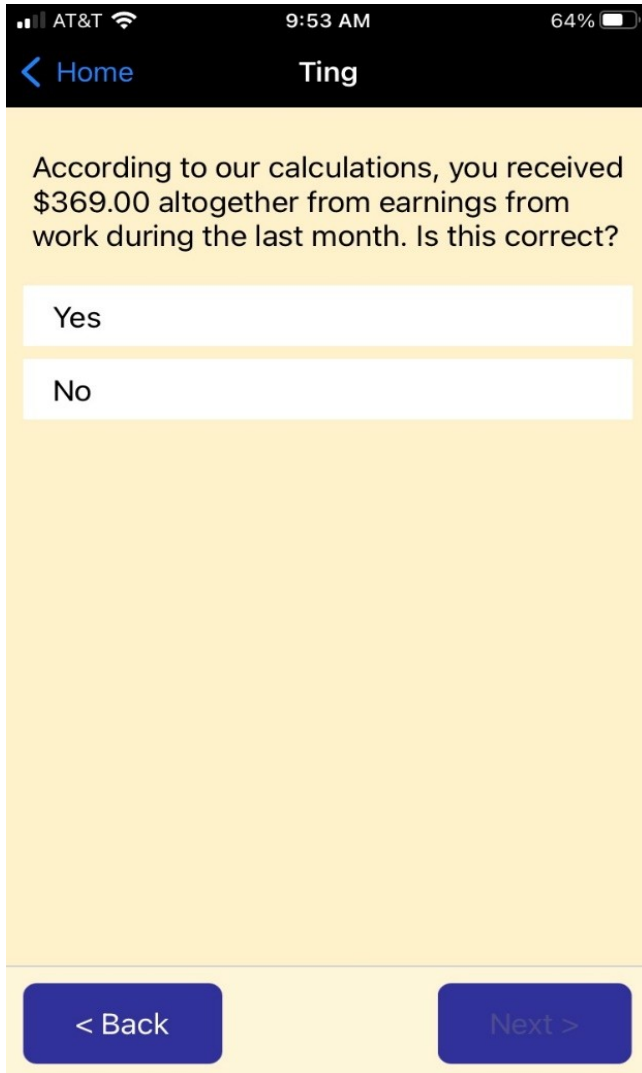 AT&T 9:53 AM 64%
Home Ting
According to our calculations, you received
$369.00 altogether from earnings from
work during the last month. Is this correct?
Yes
No
< Back Next >